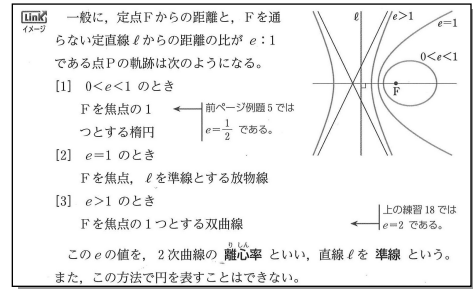 Link イメージ
一般に，定点Fからの距離と，Fを通
らない定直線ℓからの距離の比が e：1
である点Pの軌跡は次のようになる。
[1] 0<e<1 のとき
Fを焦点の1
つとする楕円
前ページ例題5では
e=1/2 である。
[2] e=1 のとき
Fを焦点，ℓを準線とする放物線
[3] e>1 のとき
Fを焦点の1つとする双曲線
上の練習18では
e=2 である。
このeの値を，2次曲線の 離心率 といい，直線ℓを 準線 という。
りしん
また，この方法で円を表すことはできない。
ℓ
e>1
e=1
0<e<1
F